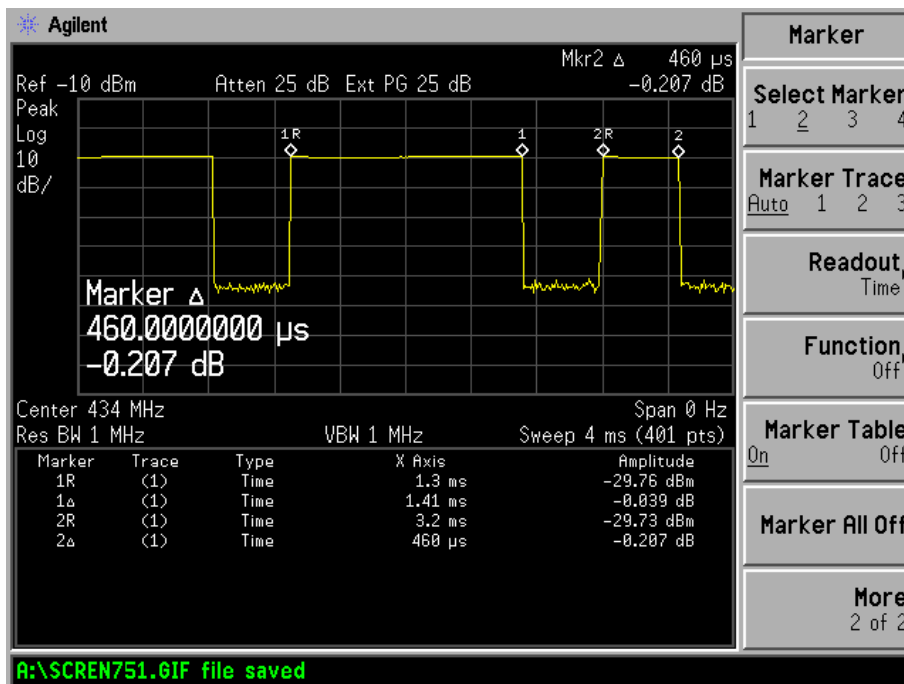 Agilent
Marker
Mkr2 Δ 460 µs
Ref -10 dBm Atten 25 dB Ext PG 25 dB -0.207 dB
Peak
Log
10
dB/
1R 1 2R 2
Marker Δ
460.0000000 µs
-0.207 dB
Center 434 MHz Span 0 Hz
Res BW 1 MHz VBW 1 MHz Sweep 4 ms (401 pts)
Marker Trace Type X Axis Amplitude
1R (1) Time 1.3 ms -29.76 dBm
1Δ (1) Time 1.41 ms -0.039 dB
2R (1) Time 3.2 ms -29.73 dBm
2Δ (1) Time 460 µs -0.207 dB
Select Marker
1 2 3 4
Marker Trace
Auto 1 2 3
Readout,
Time
Function,
Off
Marker Table
On Off
Marker All Off
More
2 of 2
A:\SCREN751.GIF file saved